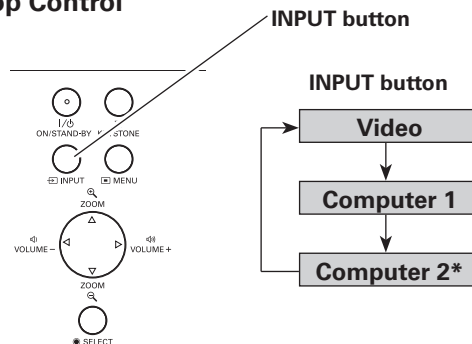 op Control
INPUT button
INPUT button
ON/STAND-BY
STONE
INPUT
MENU
ZOOM
VOLUME –
VOLUME +
ZOOM
SELECT
Video
Computer 1
Computer 2*